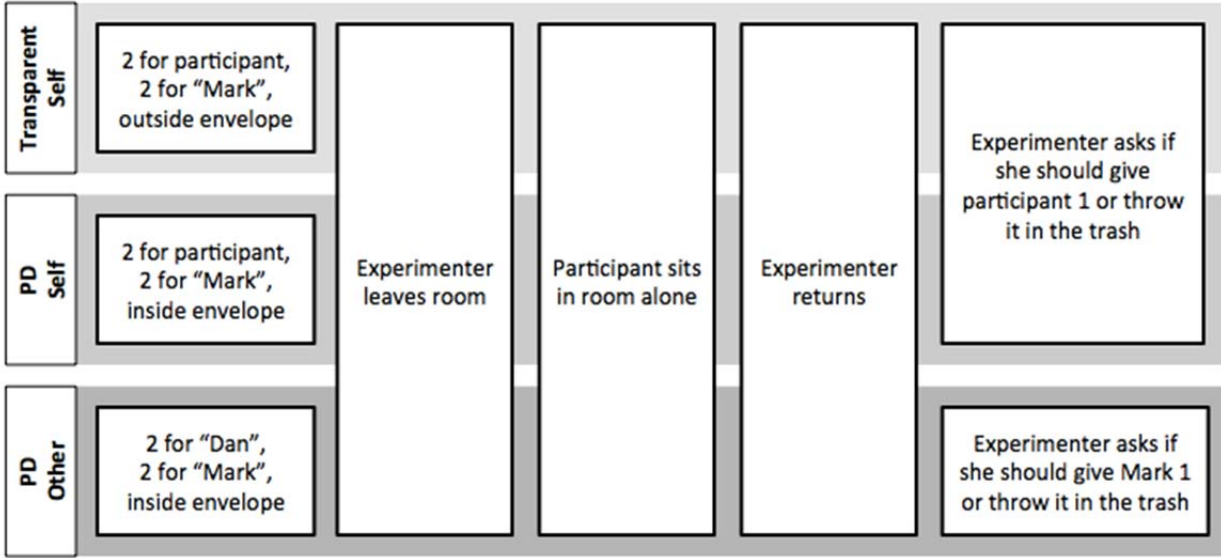 Transparent
Self
2 for participant,
2 for “Mark”,
outside envelope
PD
Self
2 for participant,
2 for “Mark”,
inside envelope
PD
Other
2 for “Dan”,
2 for “Mark”,
inside envelope
Experimenter
leaves room
Participant sits
in room alone
Experimenter
returns
Experimenter asks if
she should give
participant 1 or throw
it in the trash
Experimenter asks if
she should give Mark 1
or throw it in the trash